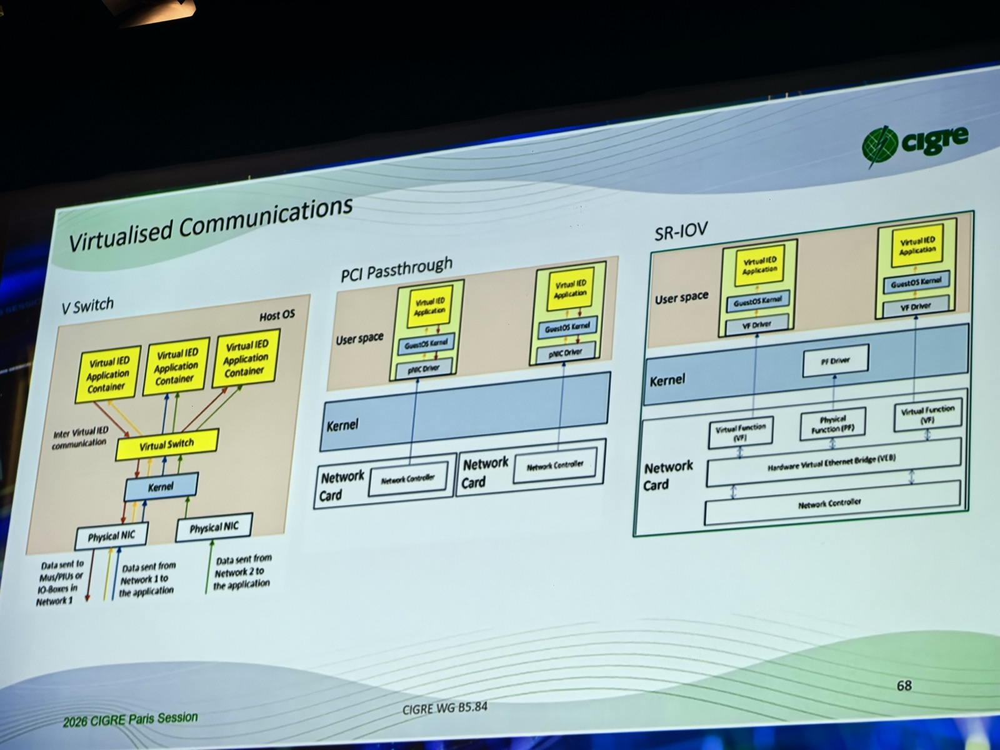 cigre
Virtualised Communications
V Switch
Host OS
Virtual IED
Application
Container
Virtual IED
Application
Container
Virtual IED
Application
Container
Inter Virtual IED
communication
Virtual Switch
Kernel
Physical NIC
Physical NIC
Data sent to
Mus/PIUs or
IO-Boxes in
Network 1
Data sent from
Network 1 to
the application
Data sent from
Network 2 to
the application
PCI Passthrough
User space
Virtual IED
Application
GuestOS Kernel
pNIC Driver
Virtual IED
Application
GuestOS Kernel
pNIC Driver
Kernel
Network
Card
Network Controller
Network
Card
Network Controller
SR-IOV
User space
Virtual IED
Application
GuestOS Kernel
VF Driver
Virtual IED
Application
GuestOS Kernel
VF Driver
Kernel
PF Driver
Network
Card
Virtual Function
(VF)
Physical
Function (PF)
Virtual Function
(VF)
Hardware Virtual Ethernet Bridge (VEB)
Network Controller
68
2026 CIGRE Paris Session
CIGRE WG B5.84